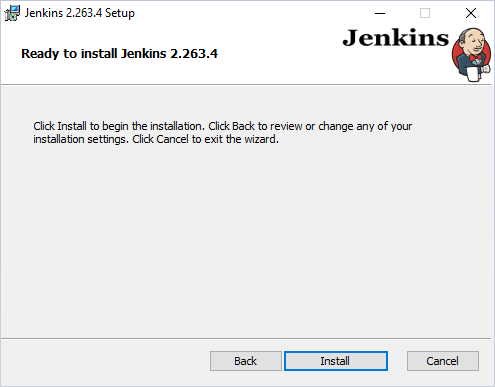 Jenkins 2.263.4 Setup
Jenkins
Ready to install Jenkins 2.263.4
Click Install to begin the installation. Click Back to review or change any of your
installation settings. Click Cancel to exit the wizard.
Back
Install
Cancel